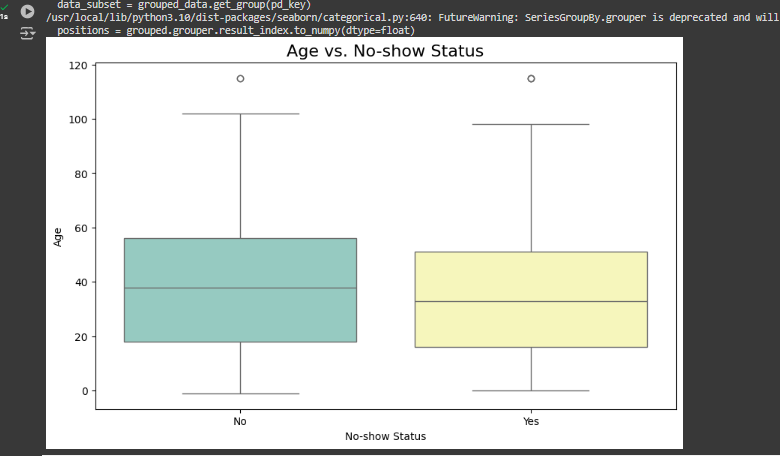 data_subset = grouped_data.get_group(pd_key)
/usr/local/lib/python3.10/dist-packages/seaborn/categorical.py:640: FutureWarning: SeriesGroupBy.grouper is deprecated and will
positions = grouped.grouper.result_index.to_numpy(dtype=float)
1s
Age vs. No-show Status
120
100
80
60
40
20
0
Age
No
Yes
No-show Status